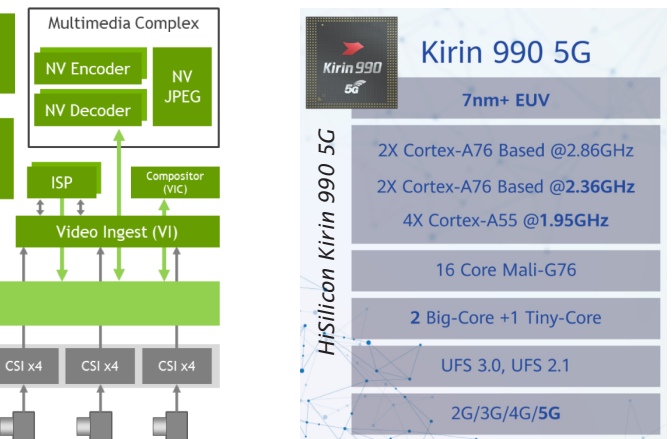 Multimedia Complex
NV Encoder
NV Decoder
NV
JPEG
ISP
Compositor
(VIC)
Video Ingest (VI)
CSI x4
CSI x4
CSI x4
Kirin 990
5G
Kirin 990 5G
HiSilicon Kirin 990 5G
7nm+ EUV
2X Cortex-A76 Based @2.86GHz
2X Cortex-A76 Based @2.36GHz
4X Cortex-A55 @1.95GHz
16 Core Mali-G76
2 Big-Core +1 Tiny-Core
UFS 3.0, UFS 2.1
2G/3G/4G/5G